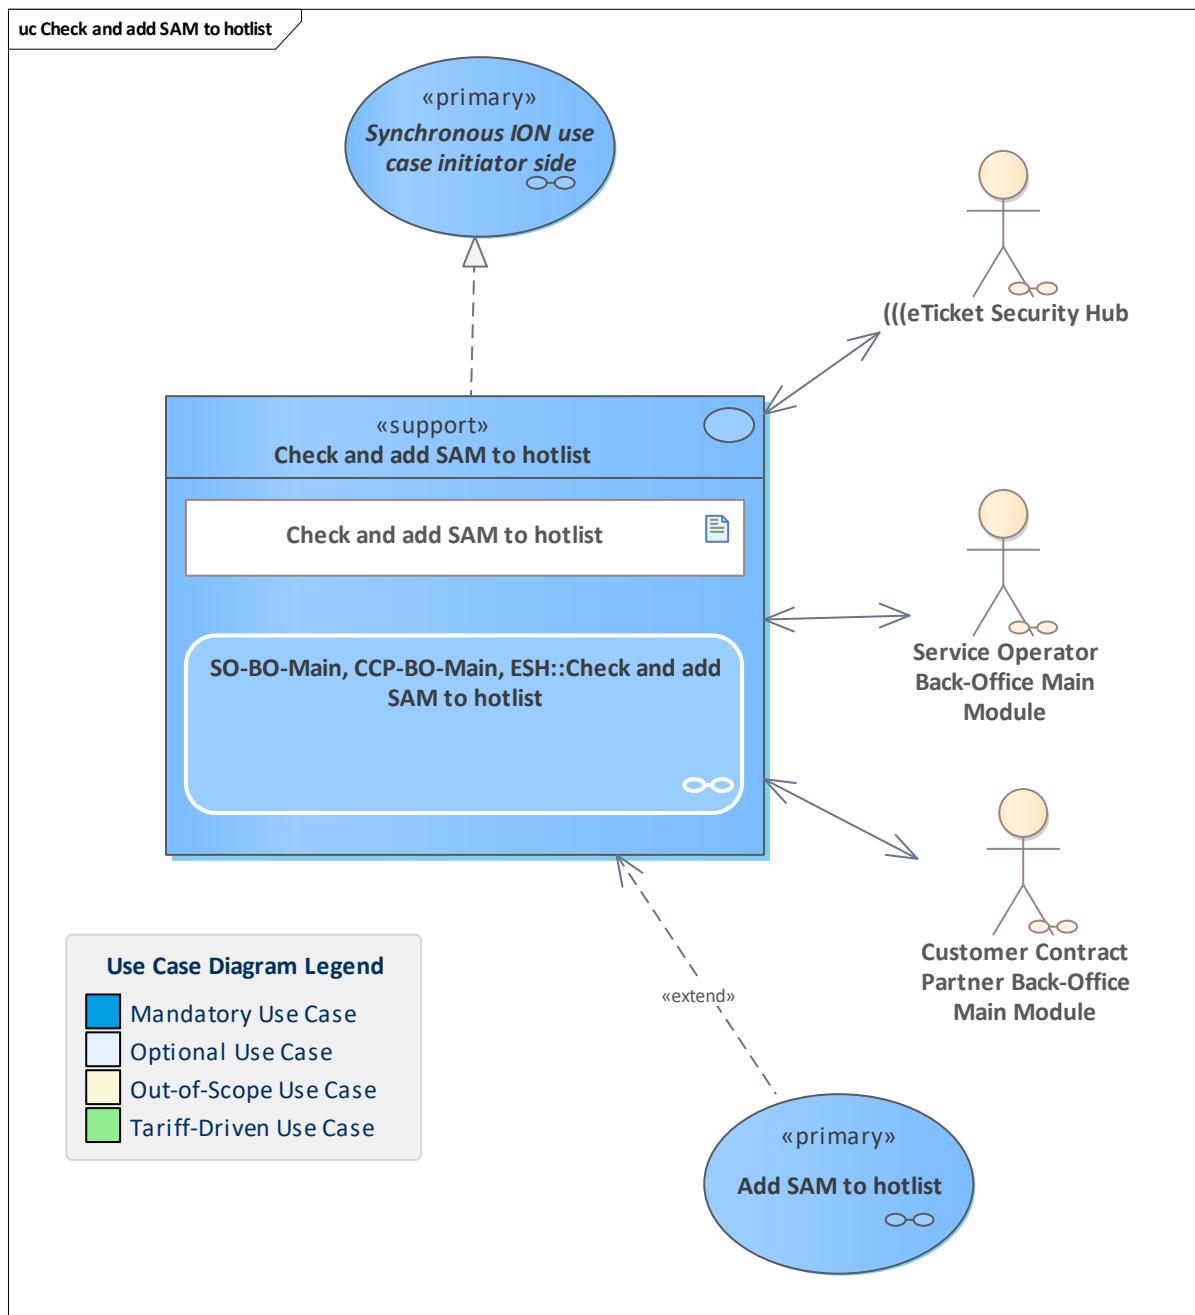 uc Check and add SAM to hotlist
«primary»
Synchronous ION use
case initiator side
(((eTicket Security Hub
«support»
Check and add SAM to hotlist
Check and add SAM to hotlist
SO-BO-Main, CCP-BO-Main, ESH::Check and add
SAM to hotlist
Service Operator
Back-Office Main
Module
Customer Contract
Partner Back-Office
Main Module
«extend»
Use Case Diagram Legend
Mandatory Use Case
Optional Use Case
Out-of-Scope Use Case
Tariff-Driven Use Case
«primary»
Add SAM to hotlist